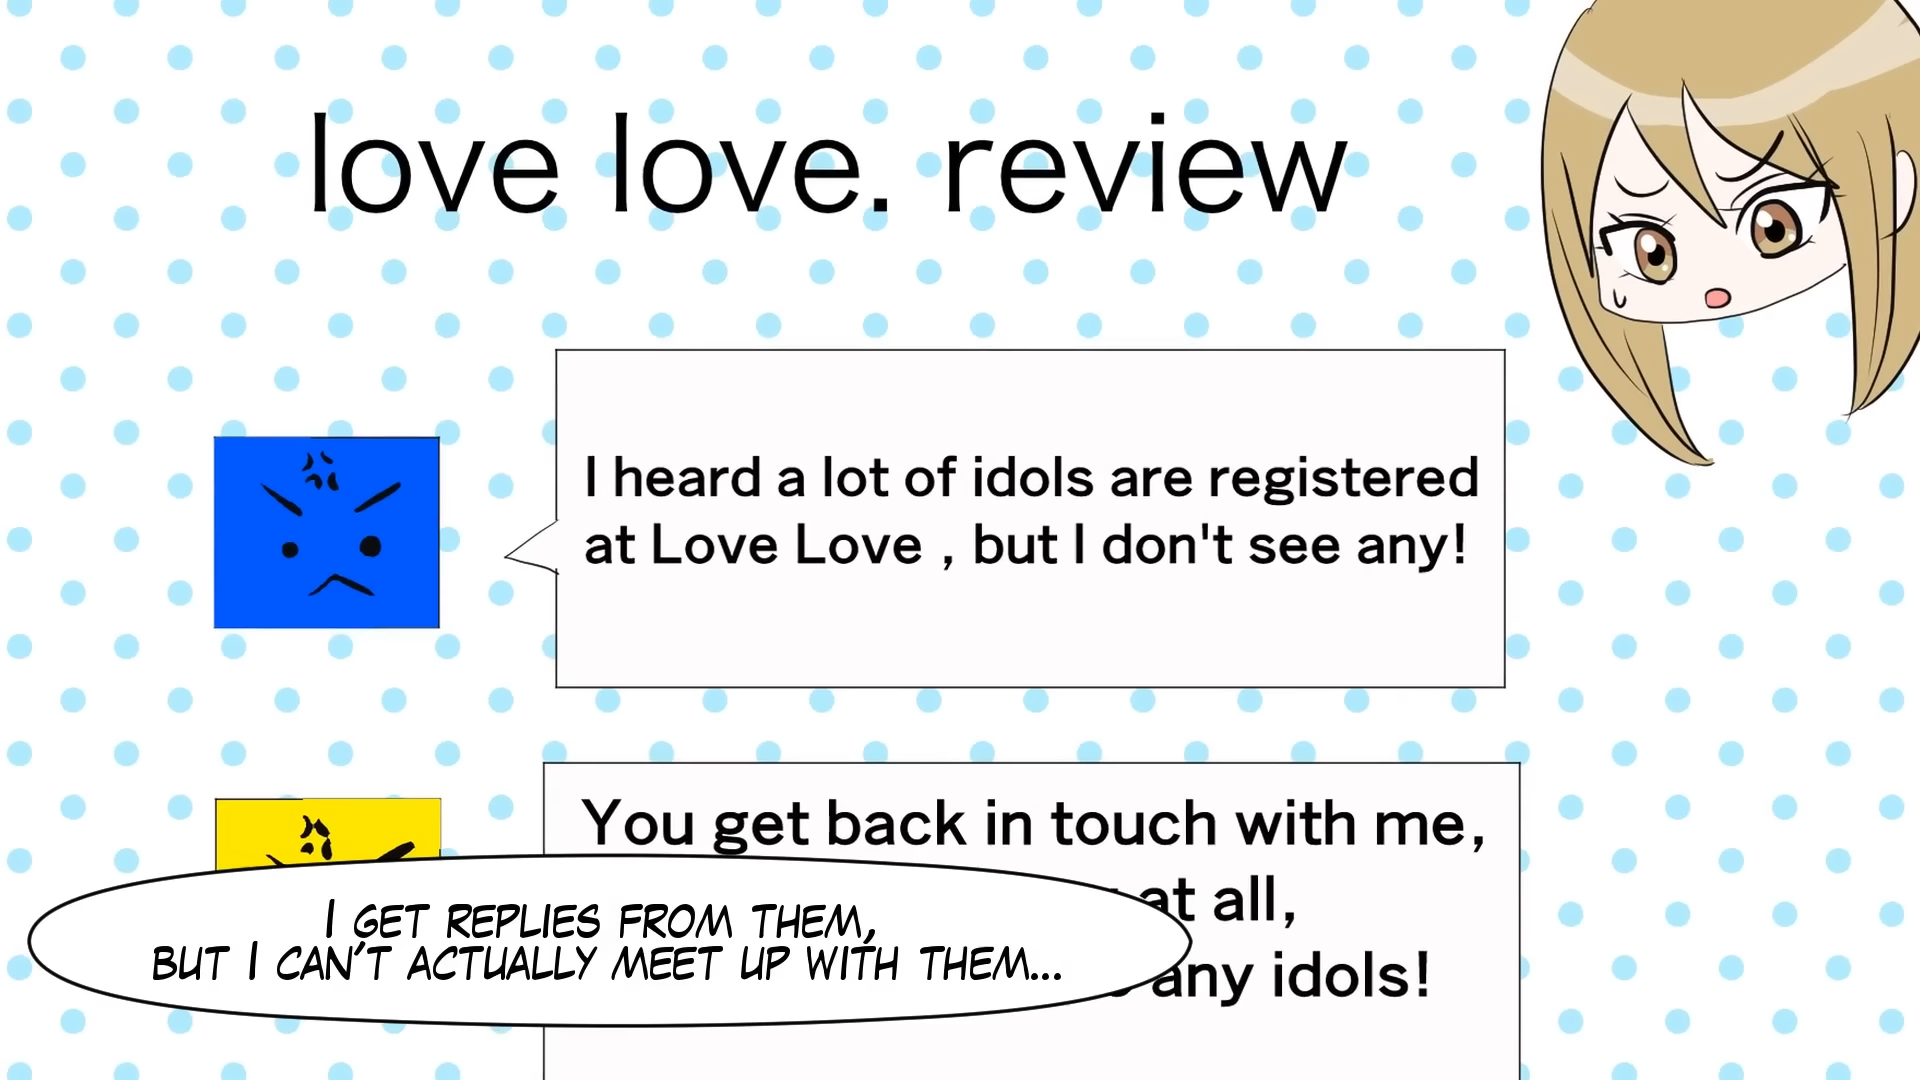 love love. review
I heard a lot of idols are registered
at Love Love , but I don't see any!
You get back in touch with me,
at all,
any idols!
I GET REPLIES FROM THEM,
BUT I CAN'T ACTUALLY MEET UP WITH THEM...